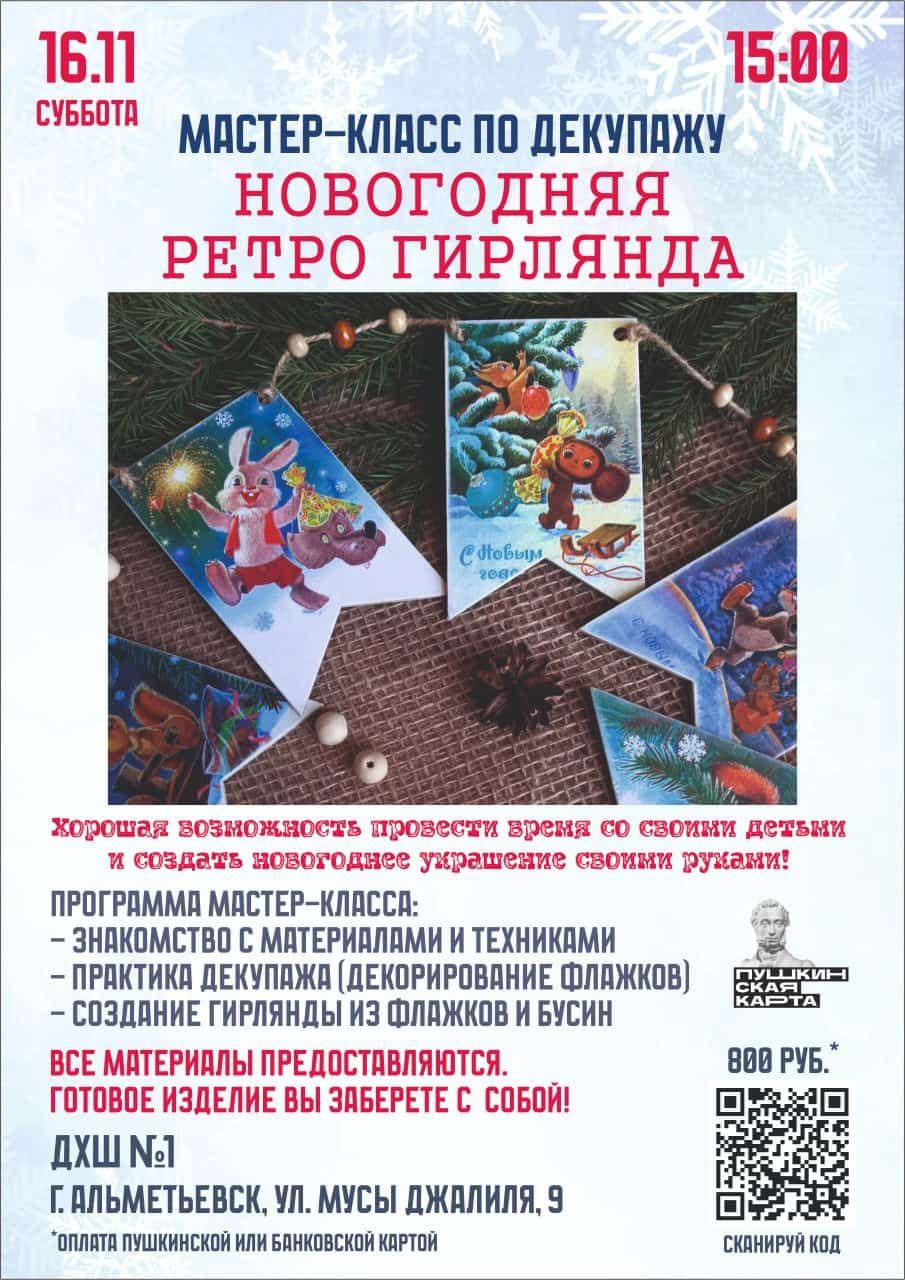 16.11
СУББОТА
15:00
МАСТЕР-КЛАСС ПО ДЕКУПАЖУ
НОВОГОДНЯЯ
РЕТРО ГИРЛЯНДА
С Новым
годо
С НОВЫМ
Хорошая возможность провести время со своими детьми
и создать новогоднее украшение своими руками!
ПРОГРАММА МАСТЕР-КЛАССА:
- ЗНАКОМСТВО С МАТЕРИАЛАМИ И ТЕХНИКАМИ
- ПРАКТИКА ДЕКУПАЖА (ДЕКОРИРОВАНИЕ ФЛАЖКОВ)
- СОЗДАНИЕ ГИРЛЯНДЫ ИЗ ФЛАЖКОВ И БУСИН
ПУШКИН
СКАЯ
КАРТА
ВСЕ МАТЕРИАЛЫ ПРЕДОСТАВЛЯЮТСЯ.
ГОТОВОЕ ИЗДЕЛИЕ ВЫ ЗАБЕРЕТЕ С СОБОЙ!
800 РУБ.*
ДХШ №1
Г. АЛЬМЕТЬЕВСК, УЛ. МУСЫ ДЖАЛИЛЯ, 9
*ОПЛАТА ПУШКИНСКОЙ ИЛИ БАНКОВСКОЙ КАРТОЙ
СКАНИРУЙ КОД